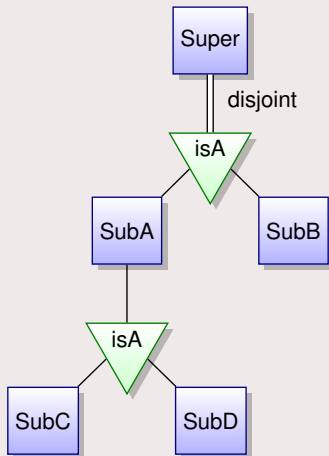 Super
disjoint
isA
SubA
SubB
isA
SubC
SubD